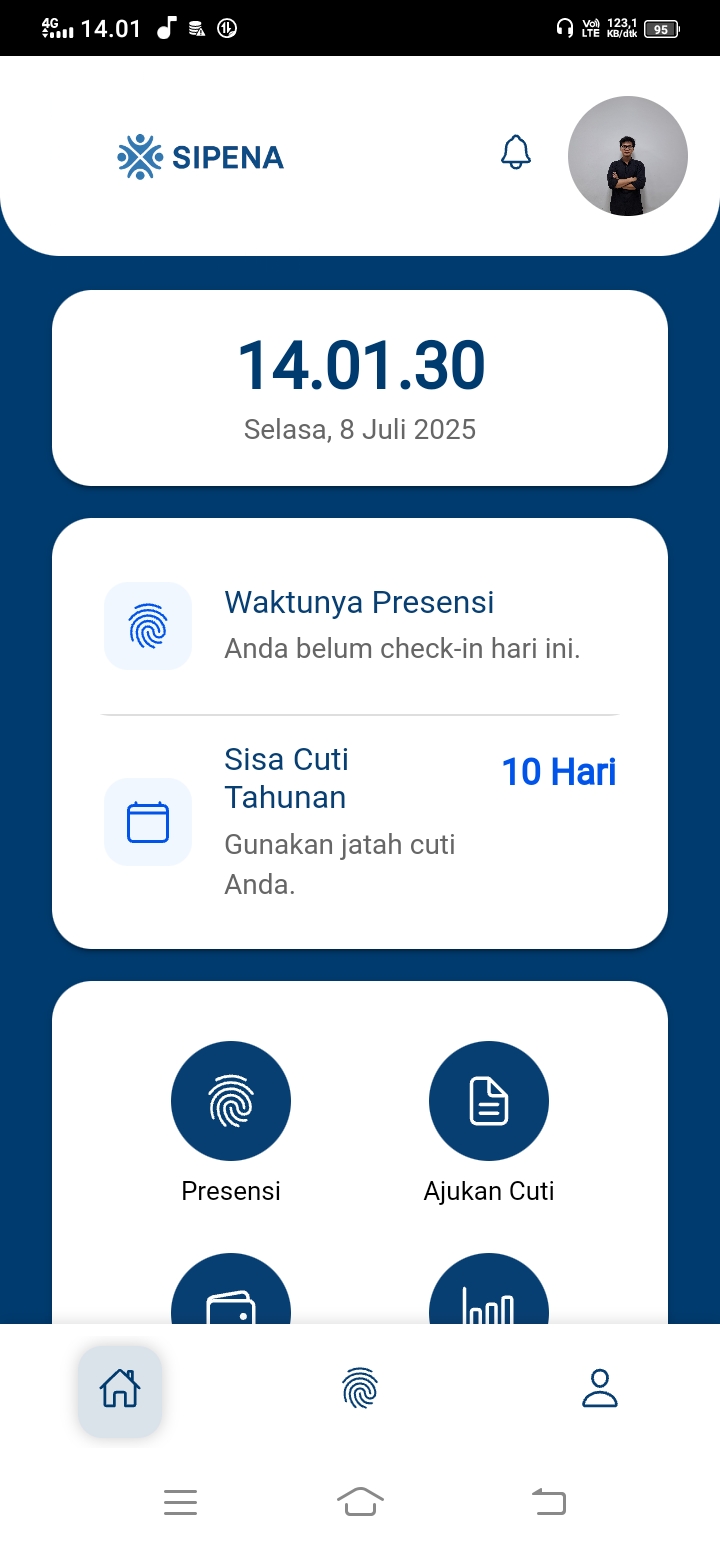 4G 14.01 Vo) LTE 123,1 KB/dtk 95
SIPENA
14.01.30
Selasa, 8 Juli 2025
Waktunya Presensi
Anda belum check-in hari ini.
Sisa Cuti
Tahunan
10 Hari
Gunakan jatah cuti
Anda.
Presensi
Ajukan Cuti